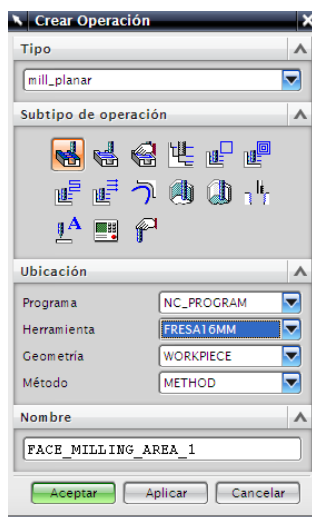 Crear Operación
Tipo
mill_planar
Subtipo de operación
A
Ubicación
Programa NC_PROGRAM
Herramienta FRESA16MM
Geometría WORKPIECE
Método METHOD
Nombre
FACE_MILLING_AREA_1
Aceptar Aplicar Cancelar